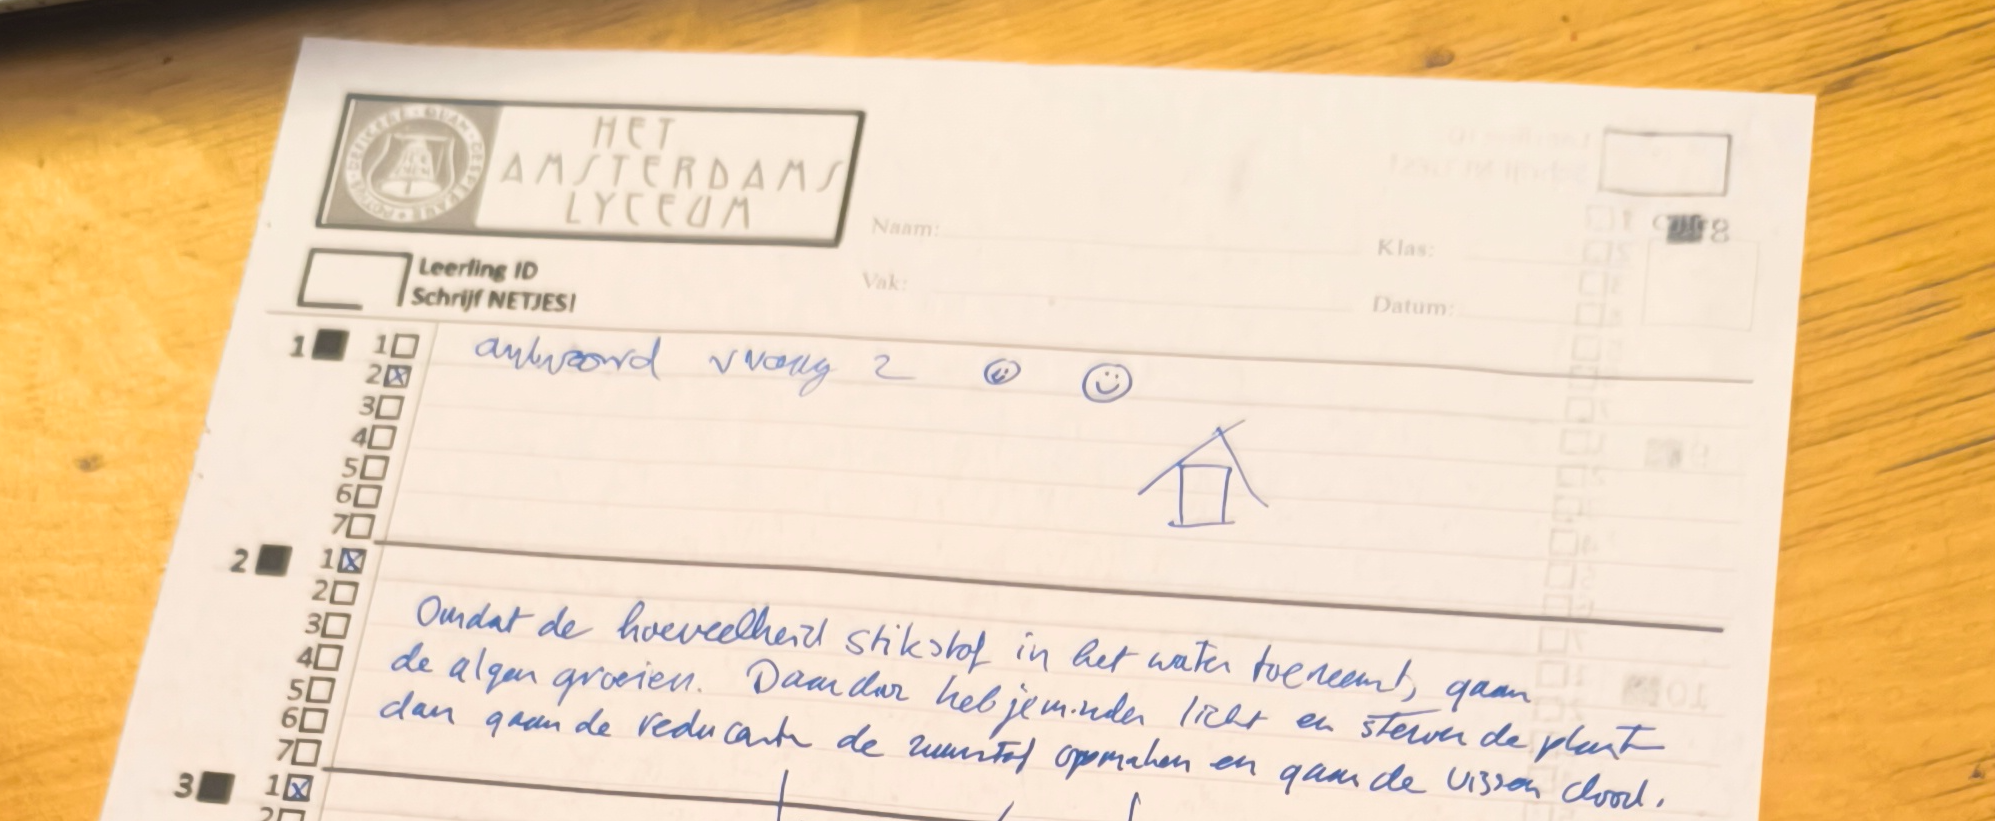 HET
AMSTERDAMS
LYCEUM
Naam:
Klas:
Vak:
Datum:
Leerling ID
Schrijf NETJES!
1 1
2
3
4
5
6
7
antwoord vraag 2
2 1
2
3
4
5
6
7
Omdat de hoeveelheid stikstof in het water toeneemt, gaan
de algen groeien. Daardoor heb je minder licht en sterven de plant
dan gaan de reducenten de zuurstof opmaken en gaan de vissen dood.
3 1
2